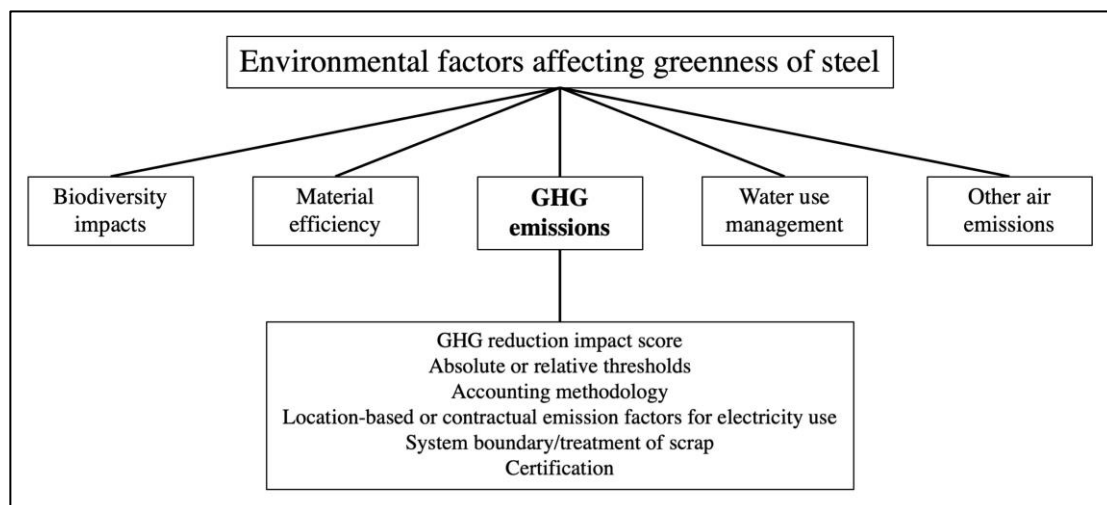 Environmental factors affecting greenness of steel
Biodiversity
impacts
Material
efficiency
GHG
emissions
Water use
management
Other air
emissions
GHG reduction impact score
Absolute or relative thresholds
Accounting methodology
Location-based or contractual emission factors for electricity use
System boundary/treatment of scrap
Certification